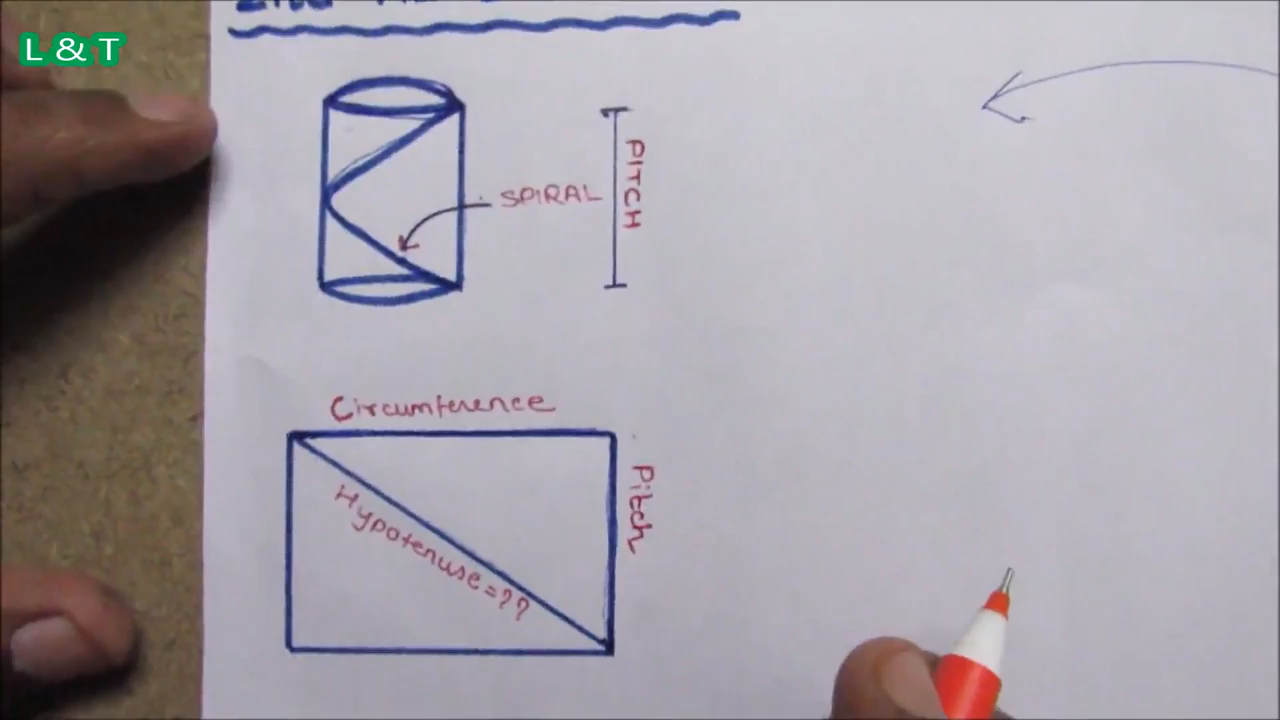 L & T
SPIRAL
PITCH
Circumference
Pitch
Hypotenuse=??